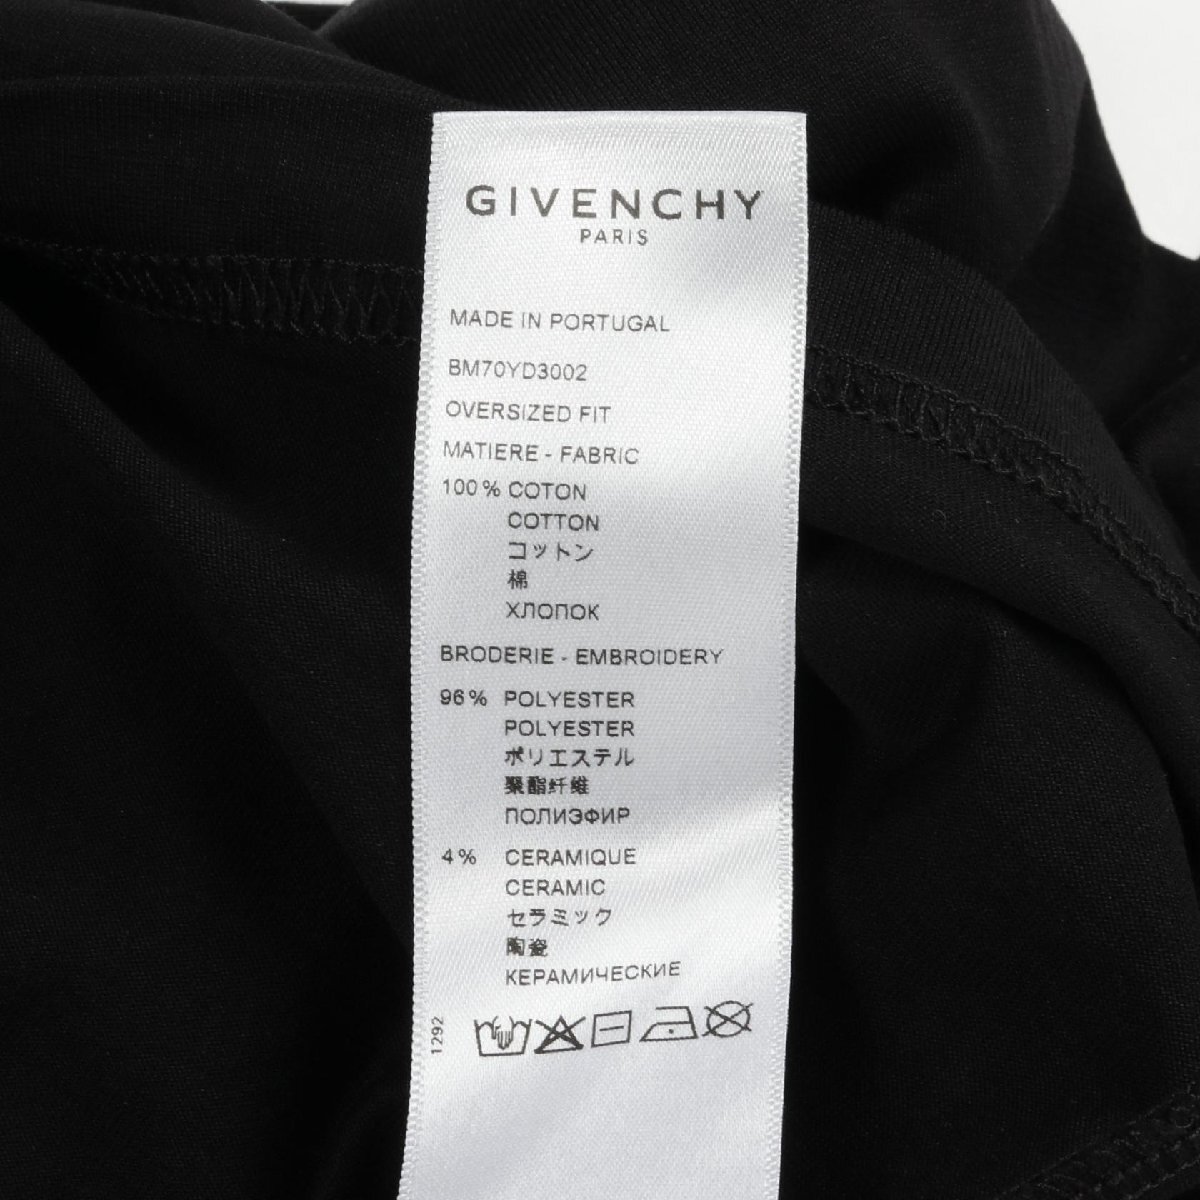 GIVENCHY
PARIS
MADE IN PORTUGAL
BM70YD3002
OVERSIZED FIT
MATIERE - FABRIC
100% COTON
COTTON
コットン
棉
ХЛОПОК
BRODERIE - EMBROIDERY
96% POLYESTER
POLYESTER
ポリエステル
聚酯纤维
ПОЛИЭФИР
4% CERAMIQUE
CERAMIC
セラミック
陶瓷
КЕРАМИЧЕСКИЕ
1292